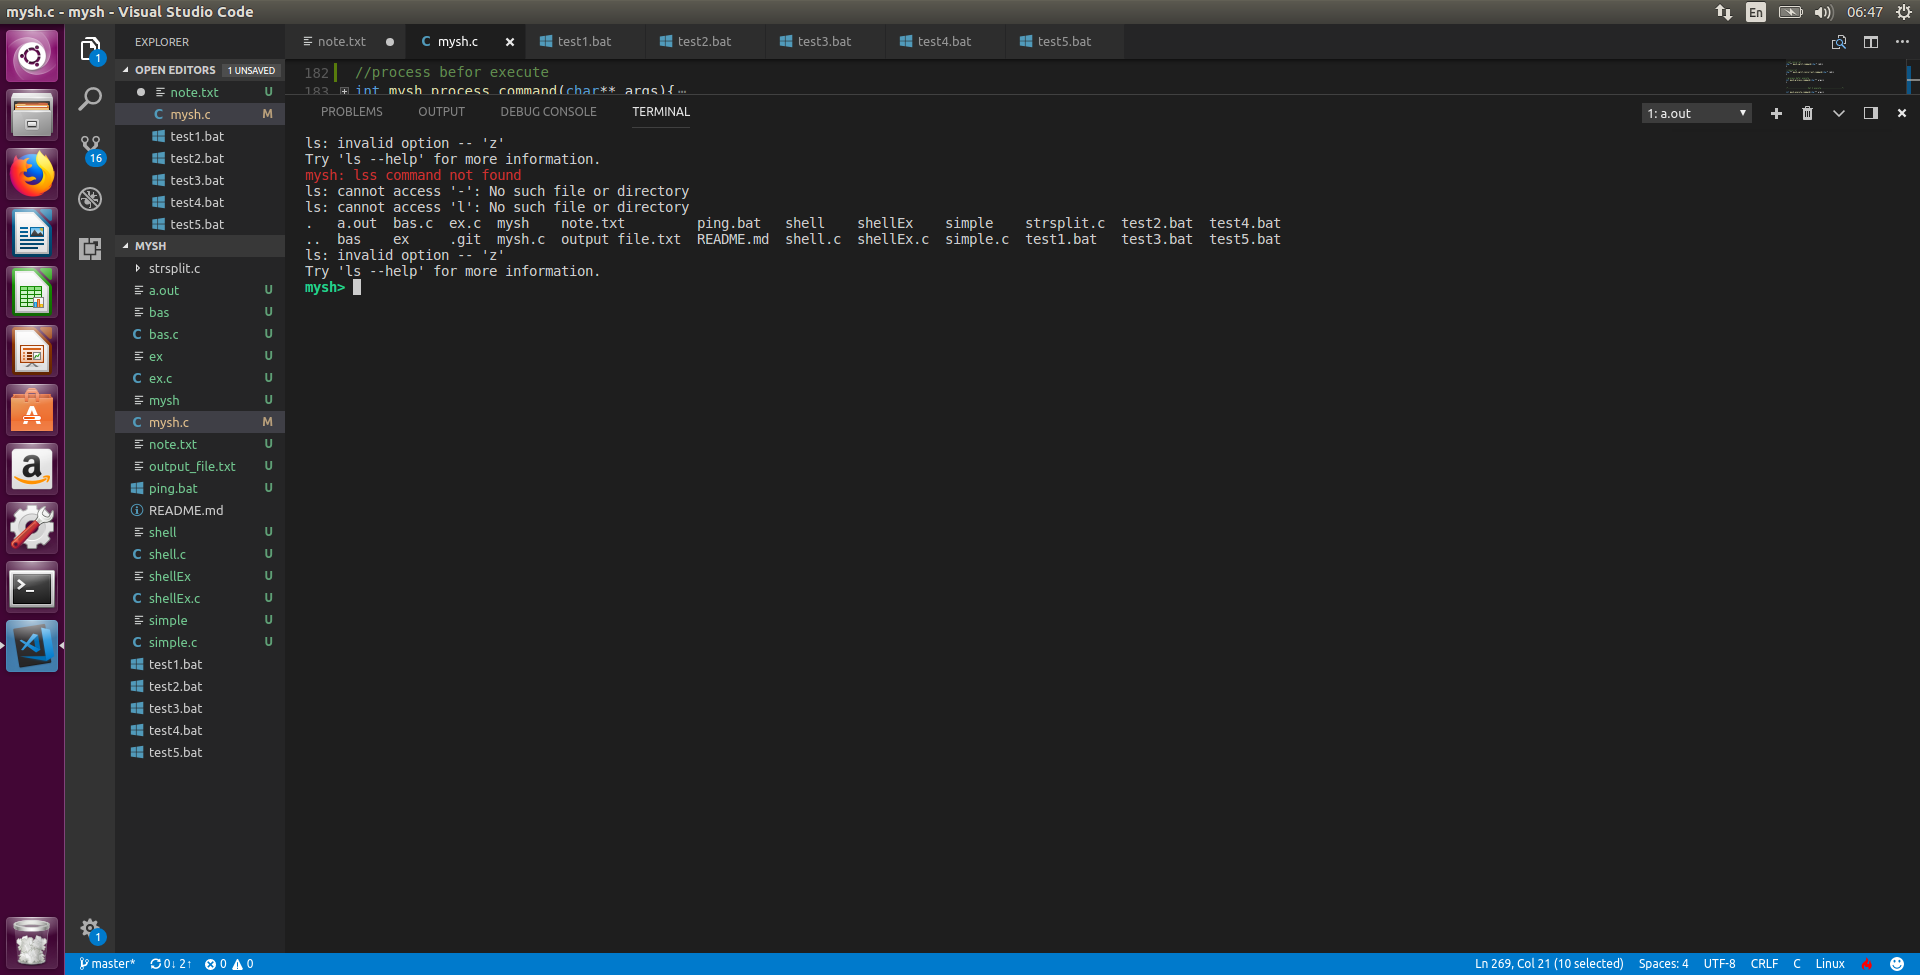 mysh.c - mysh - Visual Studio Code
En
06:47
EXPLORER
note.txt
mysh.c
test1.bat
test2.bat
test3.bat
test4.bat
test5.bat
OPEN EDITORS 1 UNSAVED
note.txt U
mysh.c M
test1.bat
test2.bat
test3.bat
test4.bat
test5.bat
MYSH
strsplit.c
a.out U
bas U
bas.c U
ex U
ex.c U
mysh U
mysh.c M
note.txt U
output_file.txt U
ping.bat U
README.md
shell U
shell.c U
shellEx U
shellEx.c U
simple U
simple.c U
test1.bat
test2.bat
test3.bat
test4.bat
test5.bat
1
16
1
182 //process befor execute
183 int mysh_process_command(char** args){…
PROBLEMS OUTPUT DEBUG CONSOLE TERMINAL
1: a.out
ls: invalid option -- 'z'
Try 'ls --help' for more information.
mysh: lss command not found
ls: cannot access '-': No such file or directory
ls: cannot access 'l': No such file or directory
. a.out bas.c ex.c mysh note.txt ping.bat shell shellEx simple strsplit.c test2.bat test4.bat
.. bas ex .git mysh.c output_file.txt README.md shell.c shellEx.c simple.c test1.bat test3.bat test5.bat
ls: invalid option -- 'z'
Try 'ls --help' for more information.
mysh>
master* 0↓ 2↑ 0 0
Ln 269, Col 21 (10 selected) Spaces: 4 UTF-8 CRLF C Linux